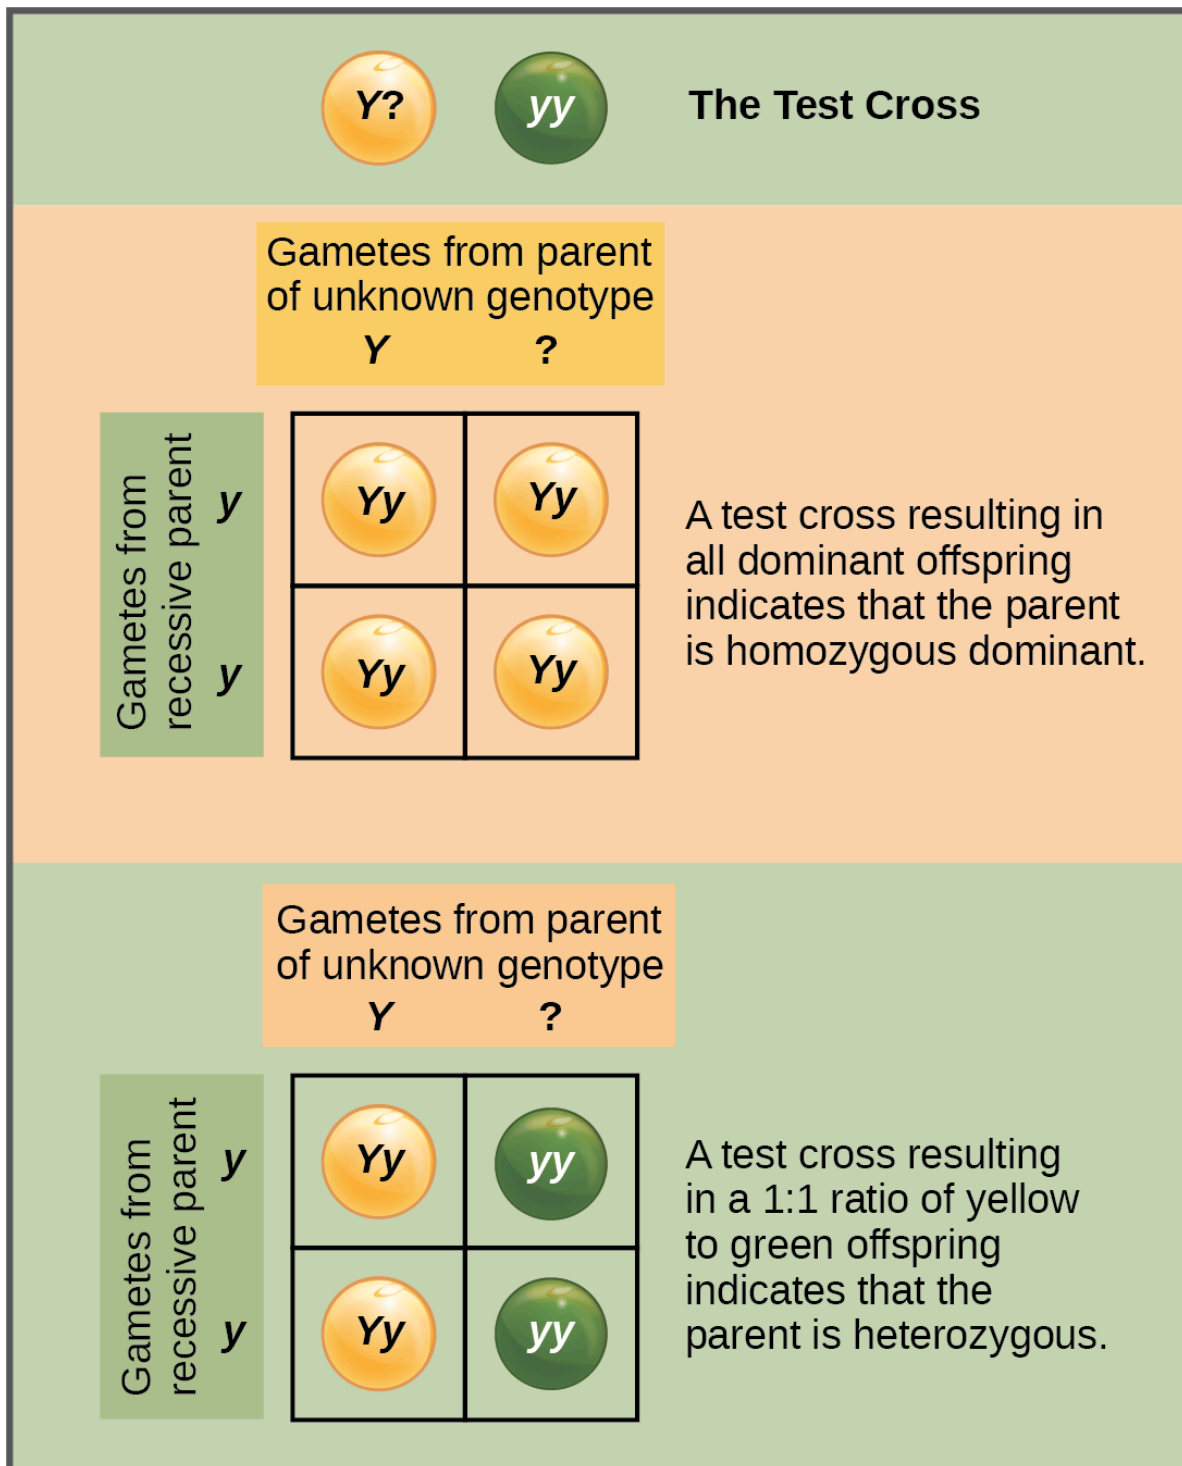 Y? yy The Test Cross
Gametes from parent
of unknown genotype
Y ?
Gametes from
recessive parent
y
y
Yy Yy
Yy Yy
A test cross resulting in
all dominant offspring
indicates that the parent
is homozygous dominant.
Gametes from parent
of unknown genotype
Y ?
Gametes from
recessive parent
y
y
Yy yy
Yy yy
A test cross resulting
in a 1:1 ratio of yellow
to green offspring
indicates that the
parent is heterozygous.